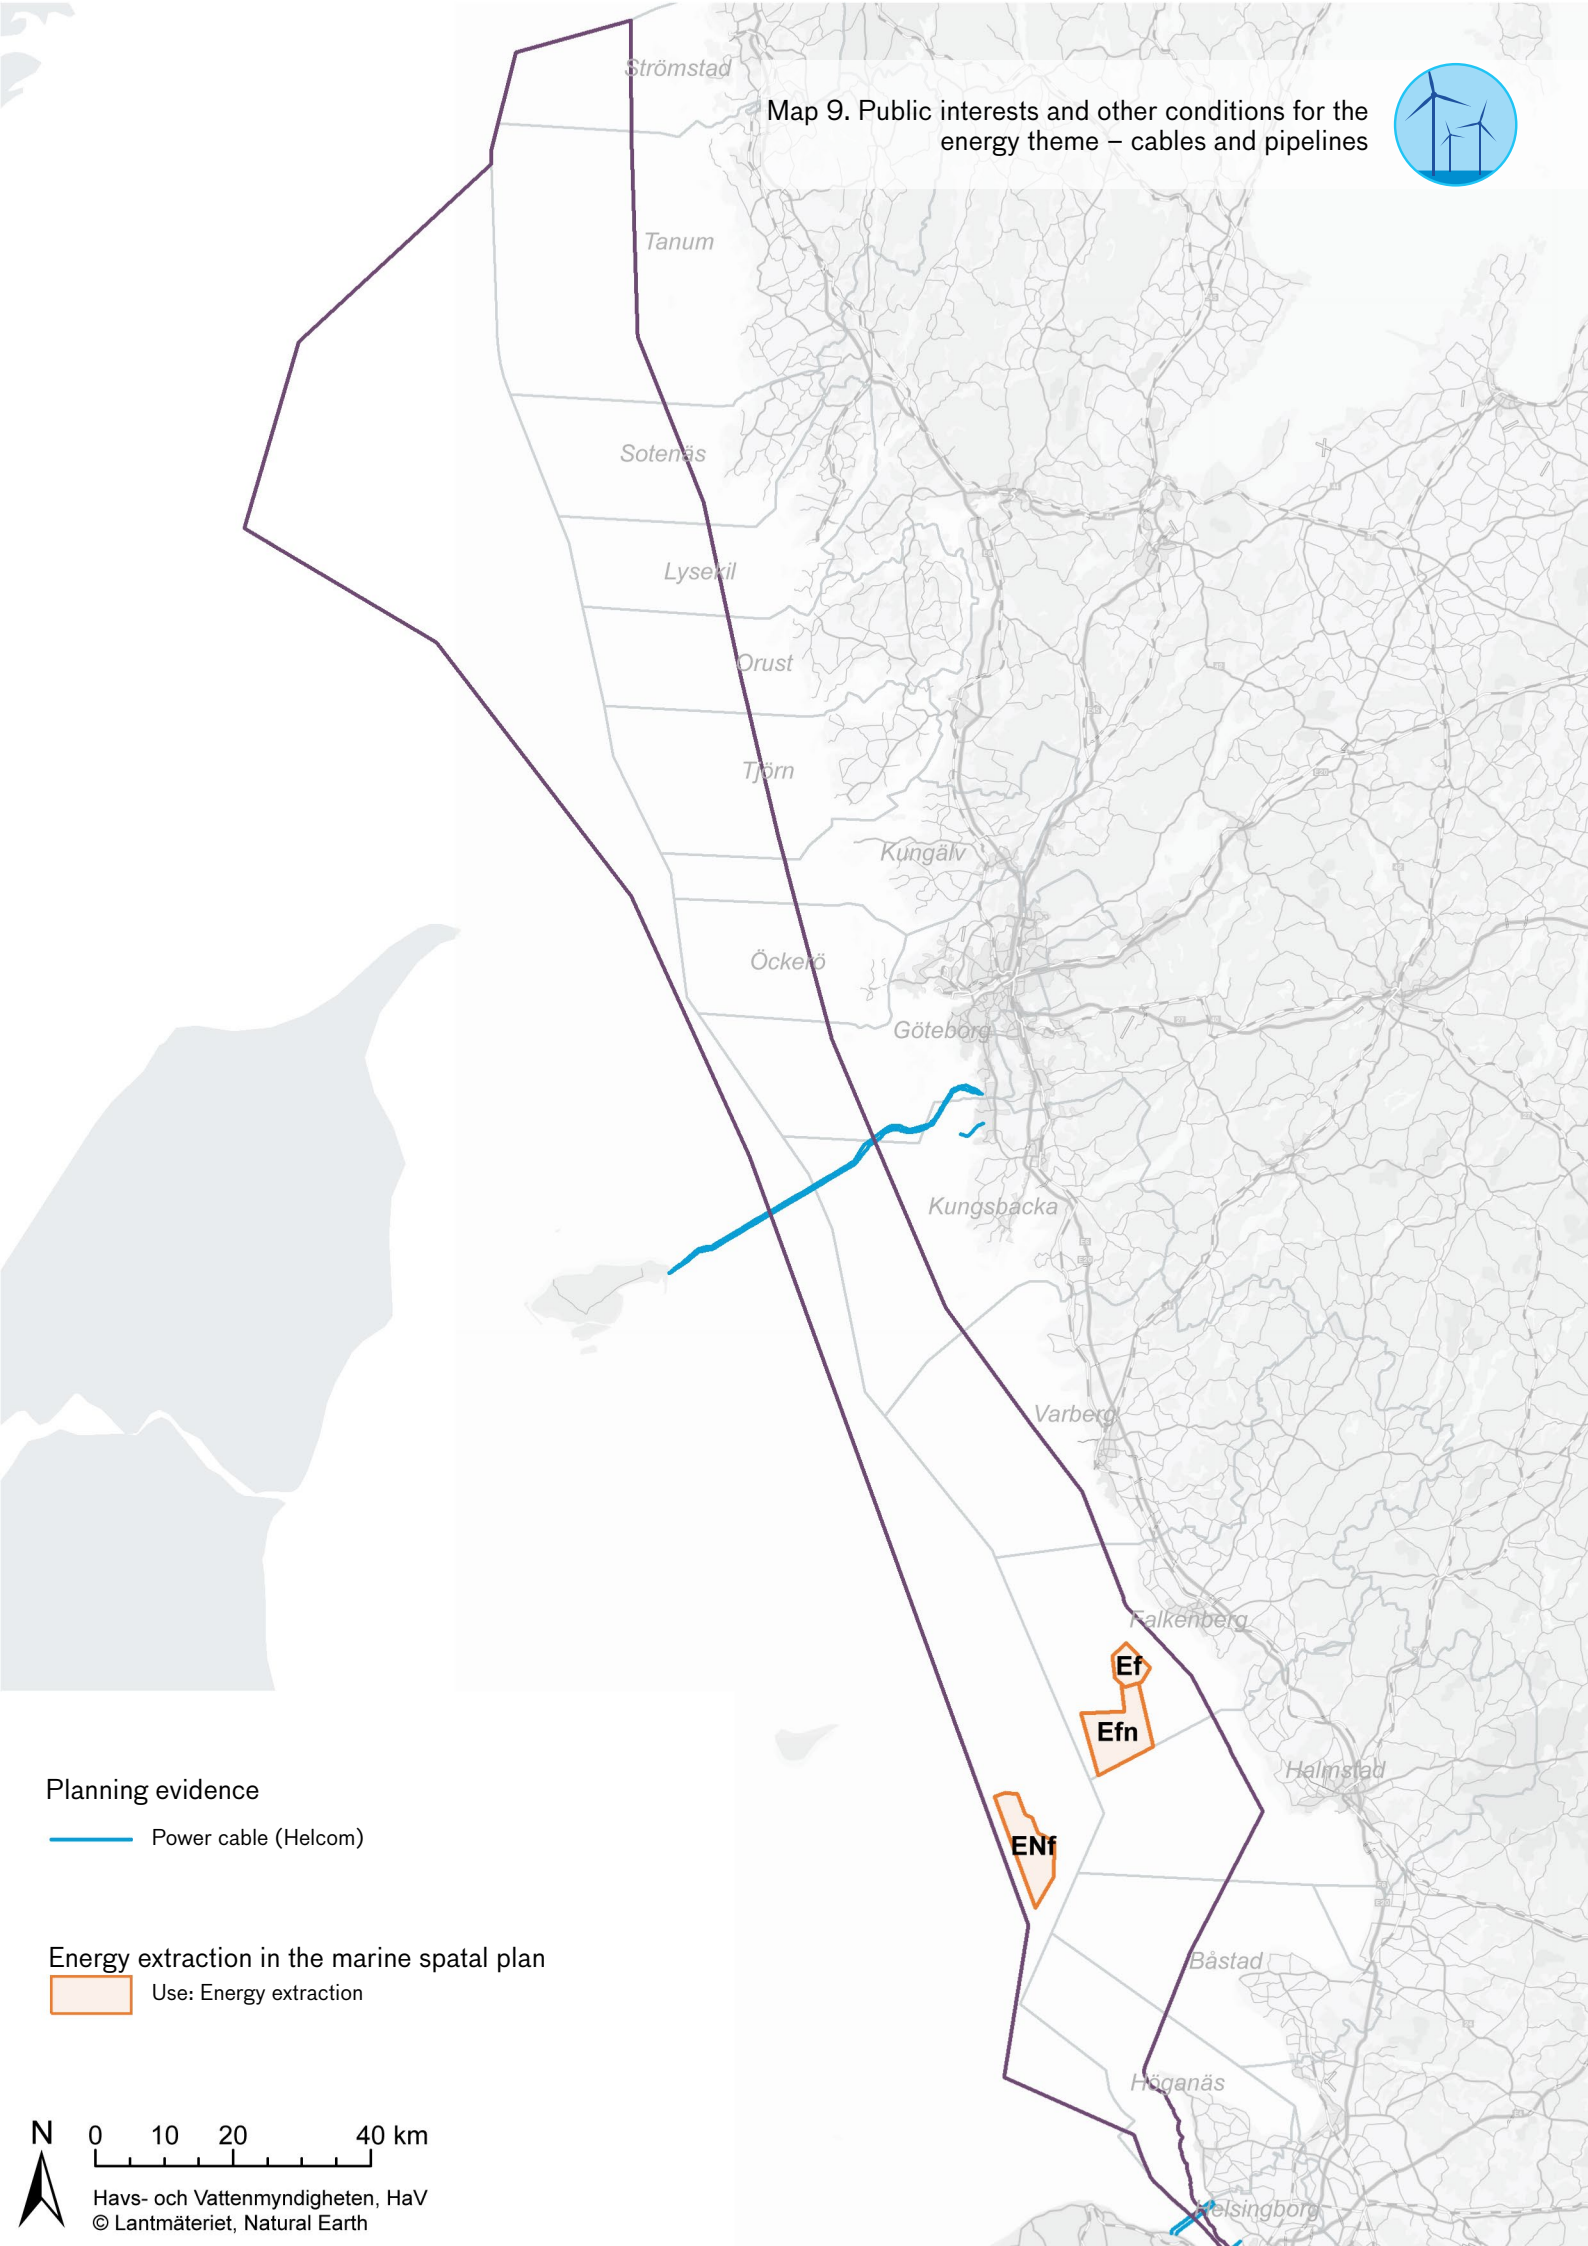 Strömstad
Map 9. Public interests and other conditions for the
energy theme – cables and pipelines
Tanum
Sotenäs
Lysekil
Orust
Tjörn
Kungälv
Öckerö
Göteborg
Kungsbacka
Varberg
Falkenberg
Ef
Efn
Halmstad
ENf
Båstad
Höganäs
Helsingborg
Planning evidence
Power cable (Helcom)
Energy extraction in the marine spatal plan
Use: Energy extraction
N
0 10 20 40 km
Havs- och Vattenmyndigheten, HaV
© Lantmäteriet, Natural Earth